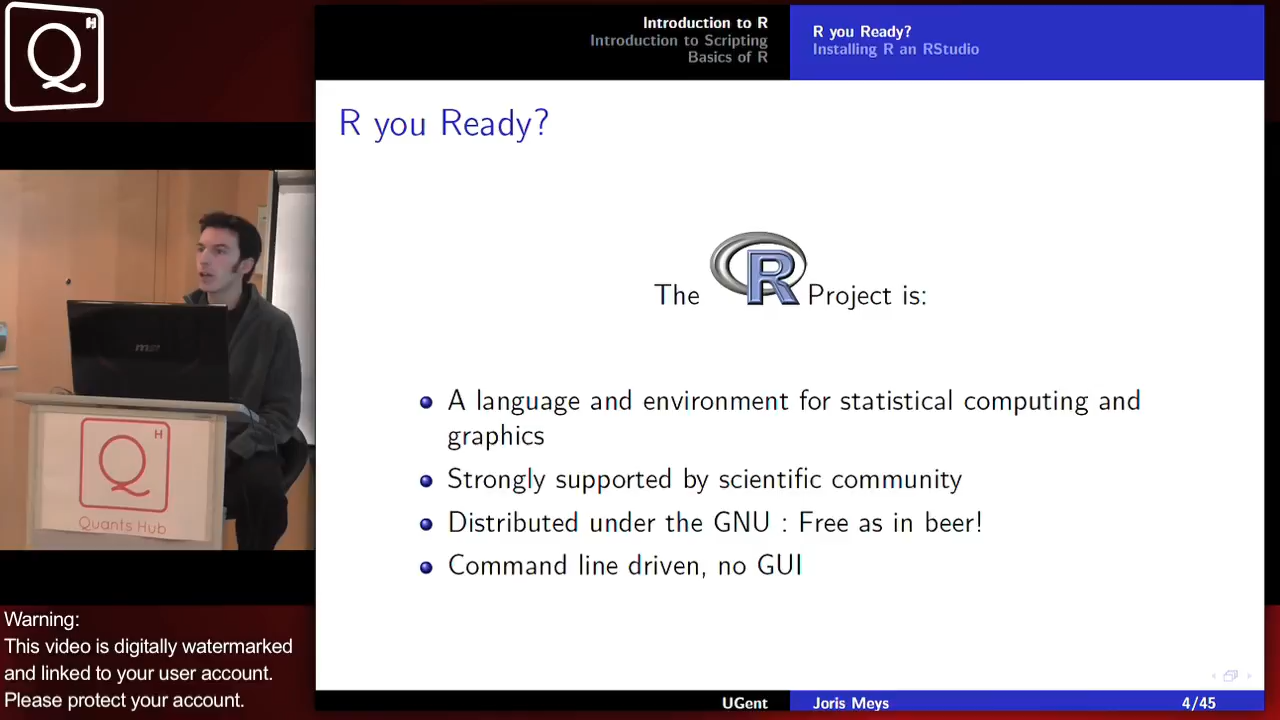 Q H
Introduction to R
Introduction to Scripting
Basics of R
R you Ready?
Installing R an RStudio
R you Ready?
The R Project is:
A language and environment for statistical computing and
graphics
Strongly supported by scientific community
Distributed under the GNU : Free as in beer!
Command line driven, no GUI
msi
H
Q
Quants Hub
Warning:
This video is digitally watermarked
and linked to your user account.
Please protect your account.
UGent
Joris Meys
4/45